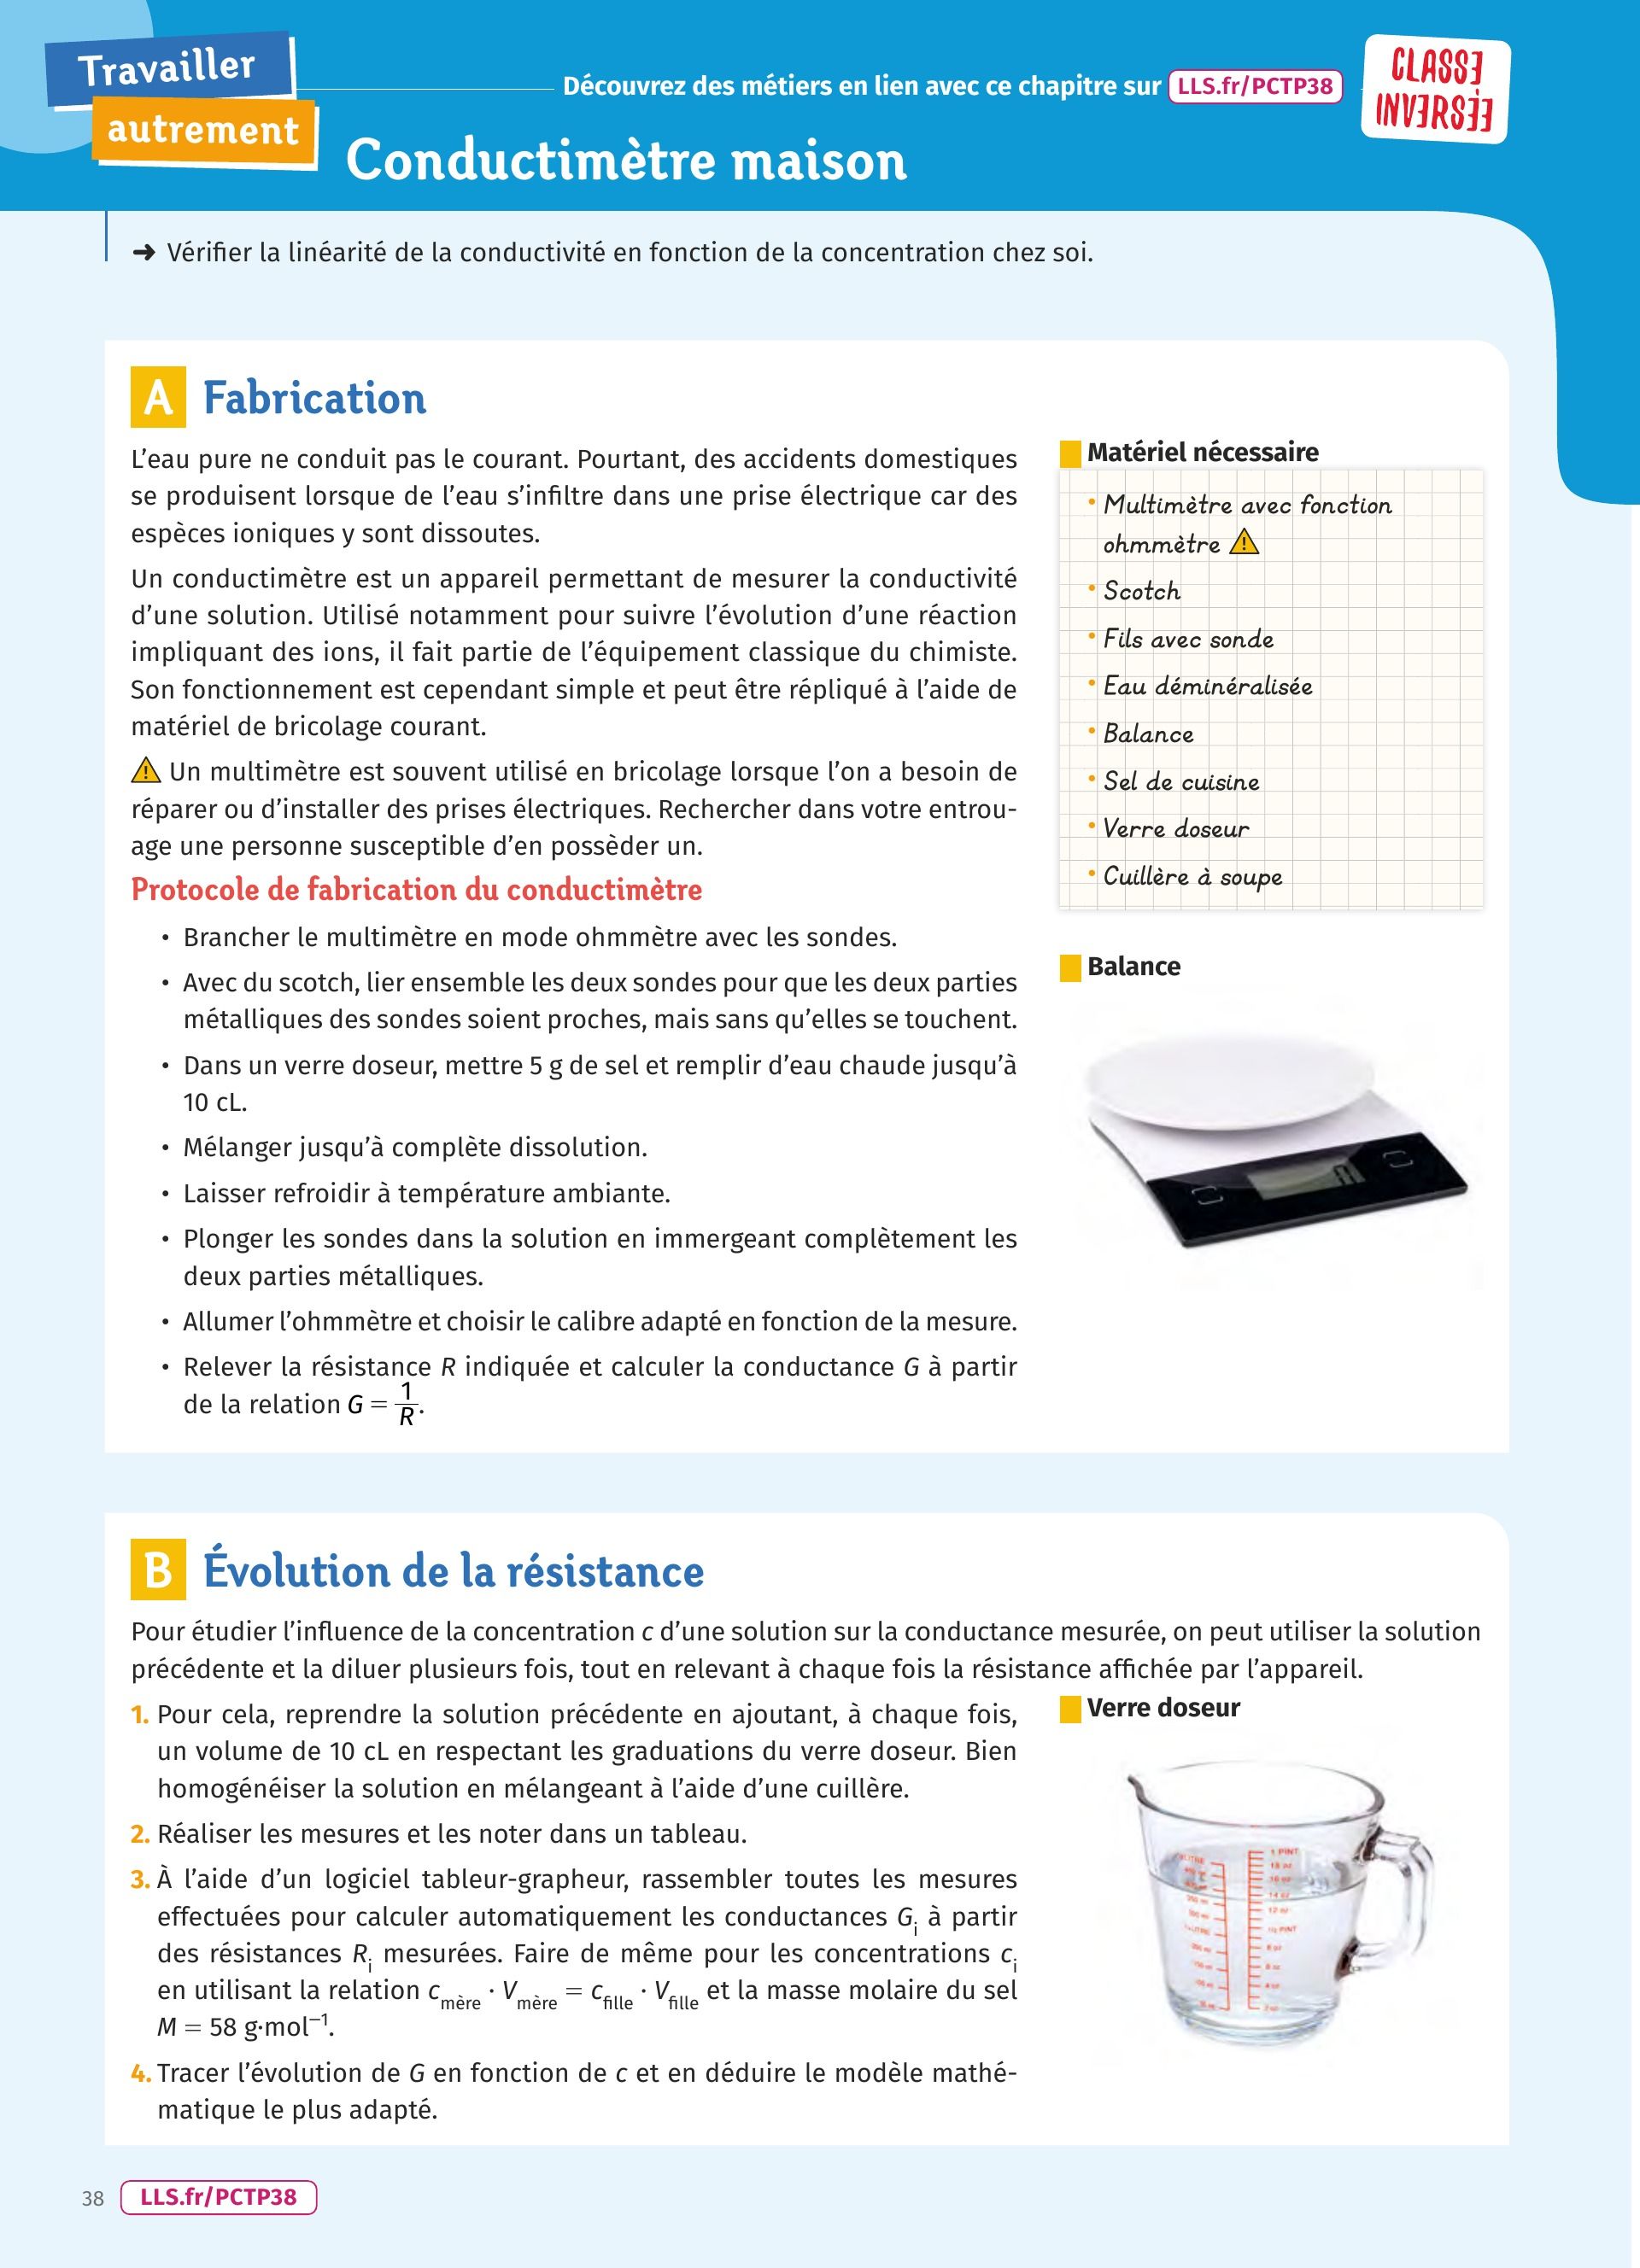 Travailler
autrement
Découvrez des métiers en lien avec ce chapitre sur LLS.fr/PCTP38
CLASSE
INVERSÉE
Conductimètre maison
➜ Vérifier la linéarité de la conductivité en fonction de la concentration chez soi.
A Fabrication
L’eau pure ne conduit pas le courant. Pourtant, des accidents domestiques
se produisent lorsque de l’eau s’infiltre dans une prise électrique car des
espèces ioniques y sont dissoutes.
Un conductimètre est un appareil permettant de mesurer la conductivité
d’une solution. Utilisé notamment pour suivre l’évolution d’une réaction
impliquant des ions, il fait partie de l’équipement classique du chimiste.
Son fonctionnement est cependant simple et peut être répliqué à l’aide de
matériel de bricolage courant.
⚠ Un multimètre est souvent utilisé en bricolage lorsque l’on a besoin de
réparer ou d’installer des prises électriques. Rechercher dans votre entrou-
age une personne susceptible d’en possèder un.
Protocole de fabrication du conductimètre
• Brancher le multimètre en mode ohmmètre avec les sondes.
• Avec du scotch, lier ensemble les deux sondes pour que les deux parties
métalliques des sondes soient proches, mais sans qu’elles se touchent.
• Dans un verre doseur, mettre 5 g de sel et remplir d’eau chaude jusqu’à
10 cL.
• Mélanger jusqu’à complète dissolution.
• Laisser refroidir à température ambiante.
• Plonger les sondes dans la solution en immergeant complètement les
deux parties métalliques.
• Allumer l’ohmmètre et choisir le calibre adapté en fonction de la mesure.
• Relever la résistance R indiquée et calculer la conductance G à partir
de la relation G = 1/R.
Matériel nécessaire
• Multimètre avec fonction
ohmmètre ⚠
• Scotch
• Fils avec sonde
• Eau déminéralisée
• Balance
• Sel de cuisine
• Verre doseur
• Cuillère à soupe
Balance
B Évolution de la résistance
Pour étudier l’influence de la concentration c d’une solution sur la conductance mesurée, on peut utiliser la solution
précédente et la diluer plusieurs fois, tout en relevant à chaque fois la résistance affichée par l’appareil.
1. Pour cela, reprendre la solution précédente en ajoutant, à chaque fois,
un volume de 10 cL en respectant les graduations du verre doseur. Bien
homogénéiser la solution en mélangeant à l’aide d’une cuillère.
2. Réaliser les mesures et les noter dans un tableau.
3. À l’aide d’un logiciel tableur-grapheur, rassembler toutes les mesures
effectuées pour calculer automatiquement les conductances Gi à partir
des résistances Ri mesurées. Faire de même pour les concentrations ci
en utilisant la relation cmère · Vmère = cfille · Vfille et la masse molaire du sel
M = 58 g·mol⁻¹.
4. Tracer l’évolution de G en fonction de c et en déduire le modèle mathé-
matique le plus adapté.
Verre doseur
1 PINT
38 LLS.fr/PCTP38